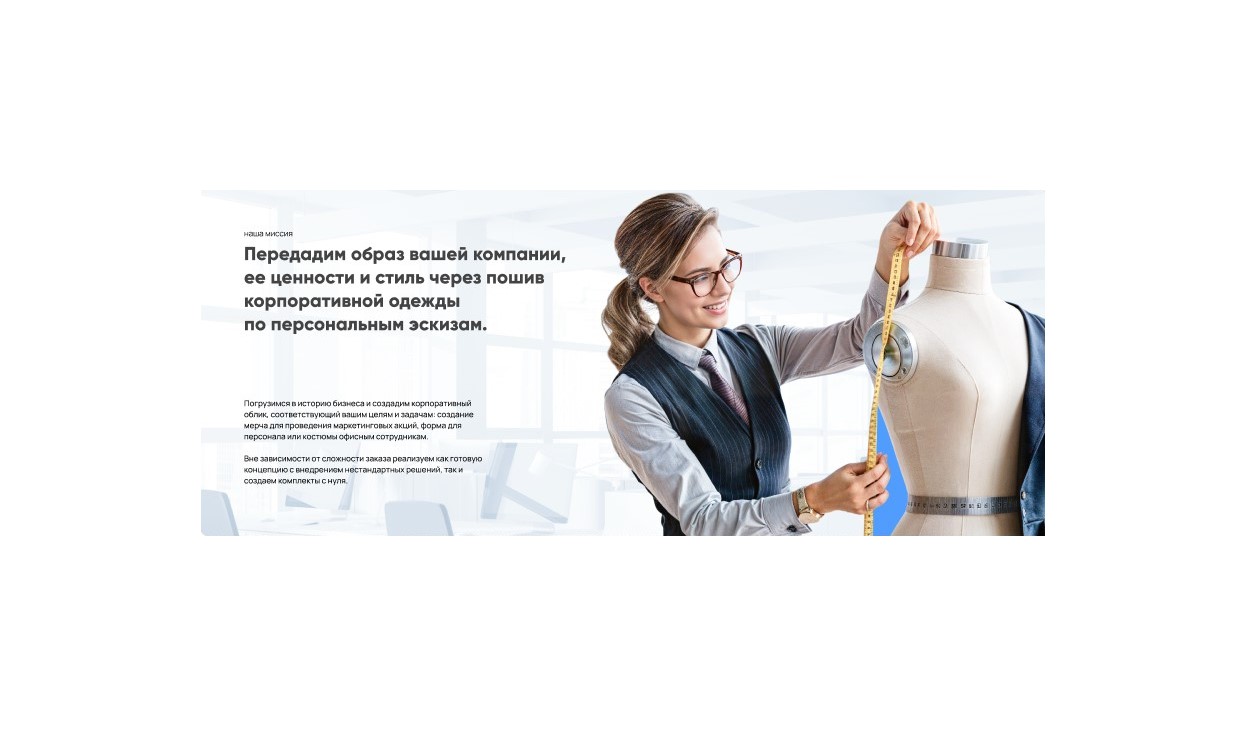 наша миссия
Передадим образ вашей компании,
ее ценности и стиль через пошив
корпоративной одежды
по персональным эскизам.
Погрузимся в историю бизнеса и создадим корпоративный
облик, соответствующий вашим целям и задачам: создание
мерча для проведения маркетинговых акций, форма для
персонала или костюмы офисным сотрудникам.
Вне зависимости от сложности заказа реализуем как готовую
концепцию с внедрением нестандартных решений, так и
создаем комплекты с нуля.